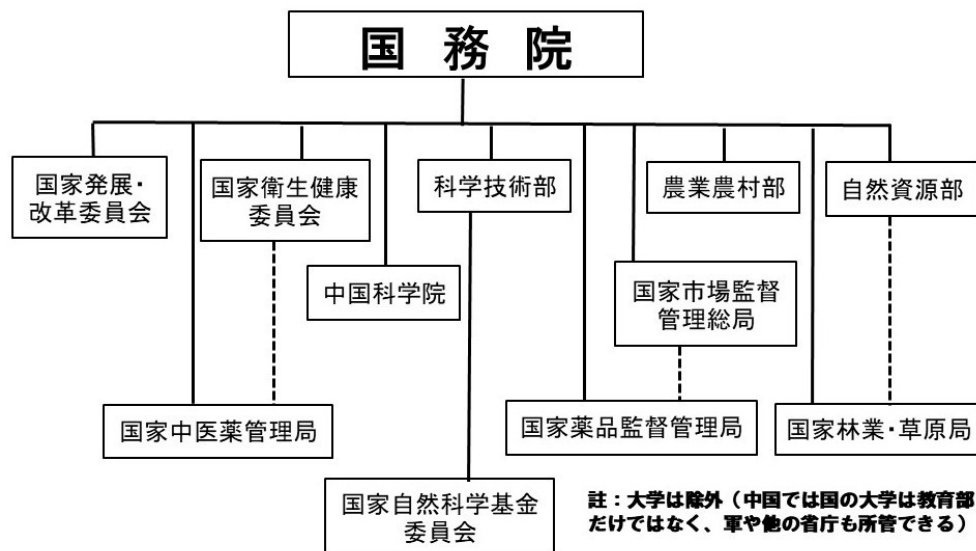 国務院
国家発展・
改革委員会
国家衛生健康
委員会
科学技術部
農業農村部
自然資源部
中国科学院
国家市場監督
管理総局
国家中医薬管理局
国家薬品監督管理局
国家林業・草原局
国家自然科学基金
委員会
註：大学は除外（中国では国の大学は教育部
だけではなく、軍や他の省庁も所管できる）